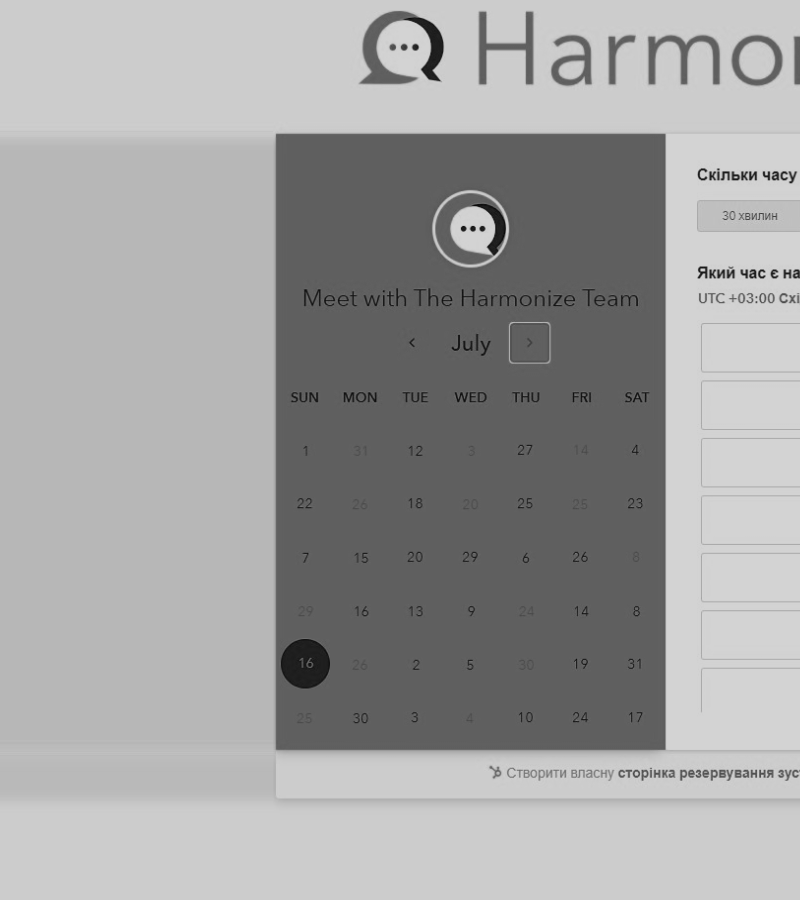 Harmo
Meet with The Harmonize Team
July
SUN MON TUE WED THU FRI SAT
1 31 12 3 27 14 4
22 26 18 20 25 25 23
7 15 20 29 6 26 8
29 16 13 9 24 14 8
16 26 2 5 30 19 31
25 30 3 4 10 24 17
Скільки часу
30 хвилин
Який час є на
UTC +03:00 Схі
Створити власну сторінка резервування зус